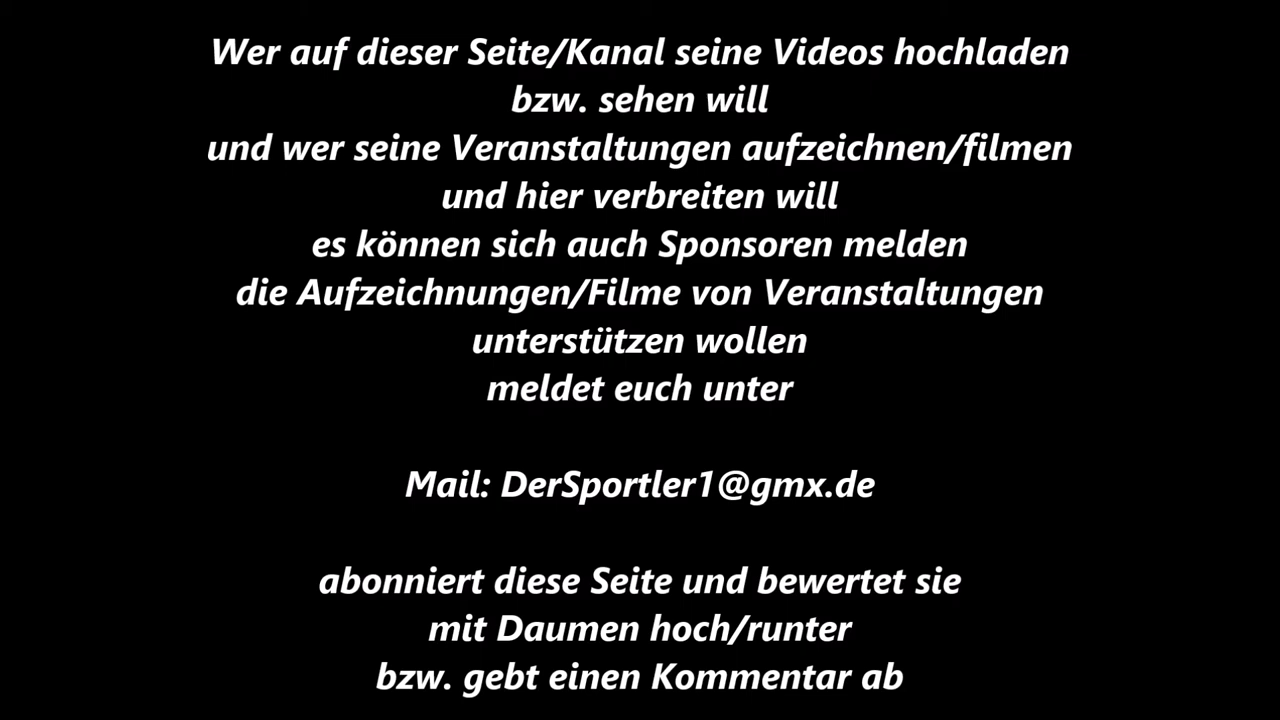 Wer auf dieser Seite/Kanal seine Videos hochladen
bzw. sehen will
und wer seine Veranstaltungen aufzeichnen/filmen
und hier verbreiten will
es können sich auch Sponsoren melden
die Aufzeichnungen/Filme von Veranstaltungen
unterstützen wollen
meldet euch unter
Mail: DerSportler1@gmx.de
abonniert diese Seite und bewertet sie
mit Daumen hoch/runter
bzw. gebt einen Kommentar ab